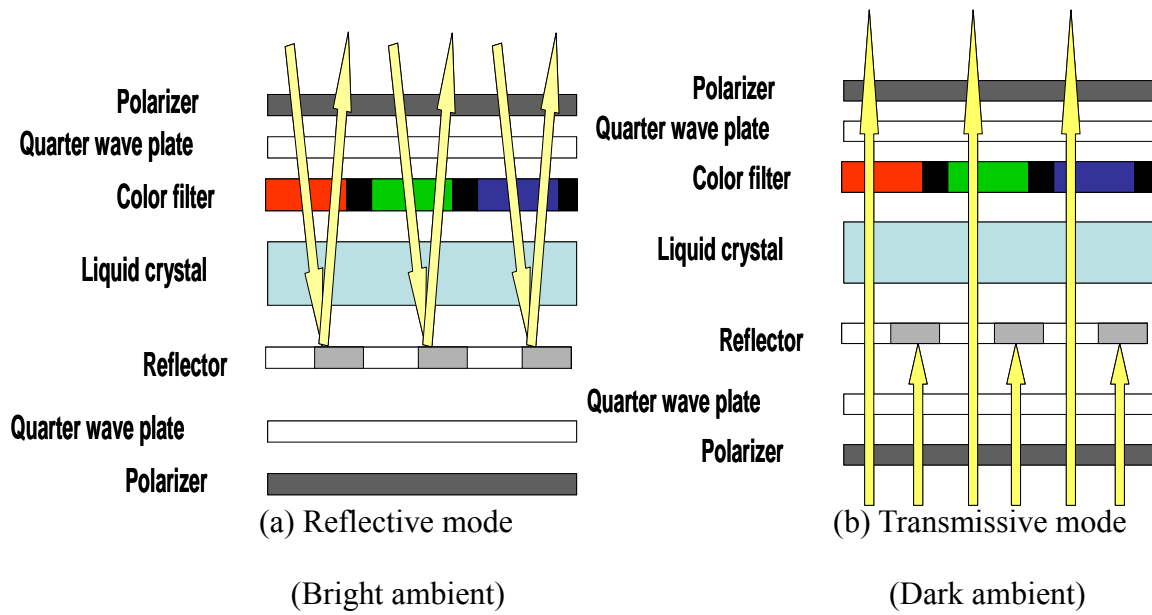 Polarizer
Quarter wave plate
Color filter
Liquid crystal
Reflector
Quarter wave plate
Polarizer
(a) Reflective mode
(Bright ambient)
Polarizer
Quarter wave plate
Color filter
Liquid crystal
Reflector
Quarter wave plate
Polarizer
(b) Transmissive mode
(Dark ambient)